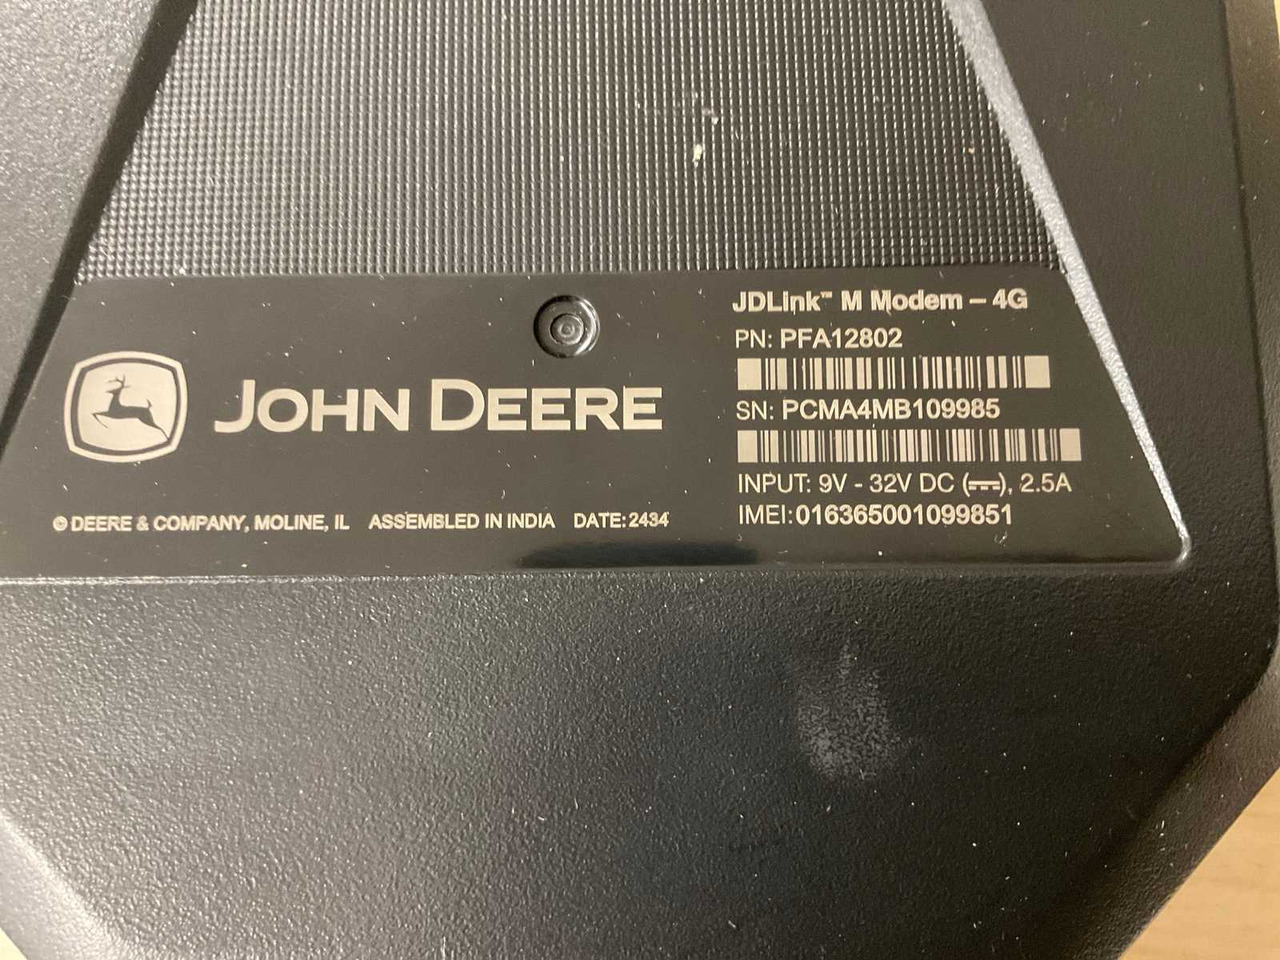 JOHN DEERE
© DEERE & COMPANY, MOLINE, IL ASSEMBLED IN INDIA DATE: 2434
JDLink™ M Modem – 4G
PN: PFA12802
SN: PCMA4MB109985
INPUT: 9V - 32V DC (⎓), 2.5A
IMEI: 016365001099851